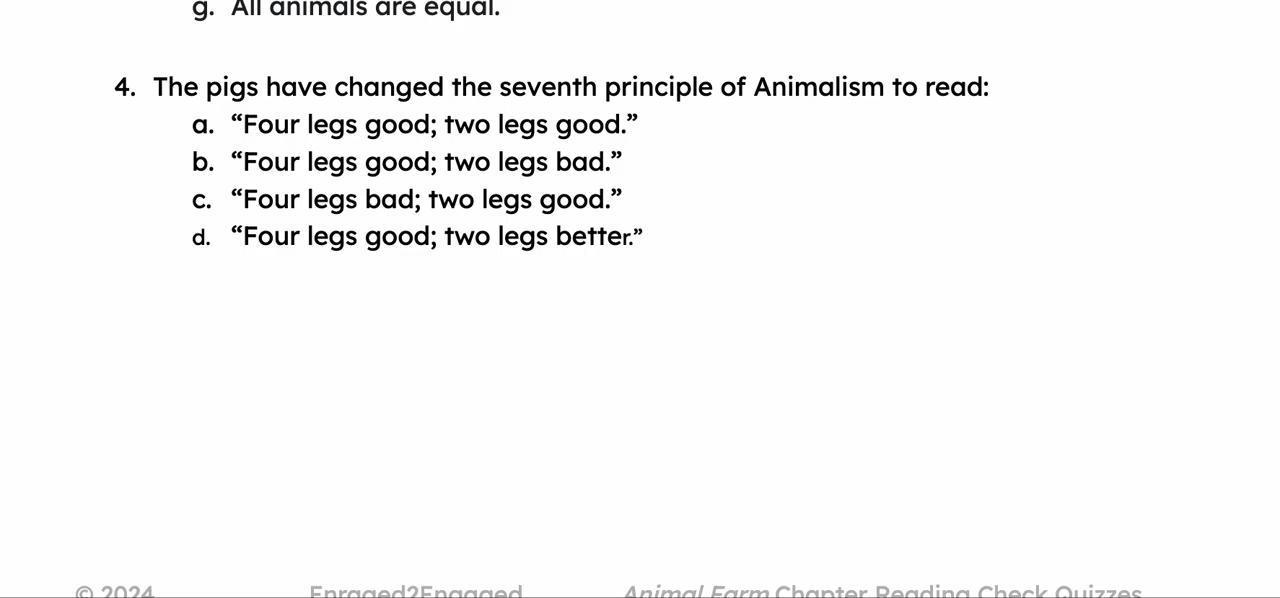 g. All animals are equal.
4. The pigs have changed the seventh principle of Animalism to read:
a. “Four legs good; two legs good.”
b. “Four legs good; two legs bad.”
c. “Four legs bad; two legs good.”
d. “Four legs good; two legs better.”
© 2024 Enraged2Engaged Animal Farm Chapter Reading Check Quizzes